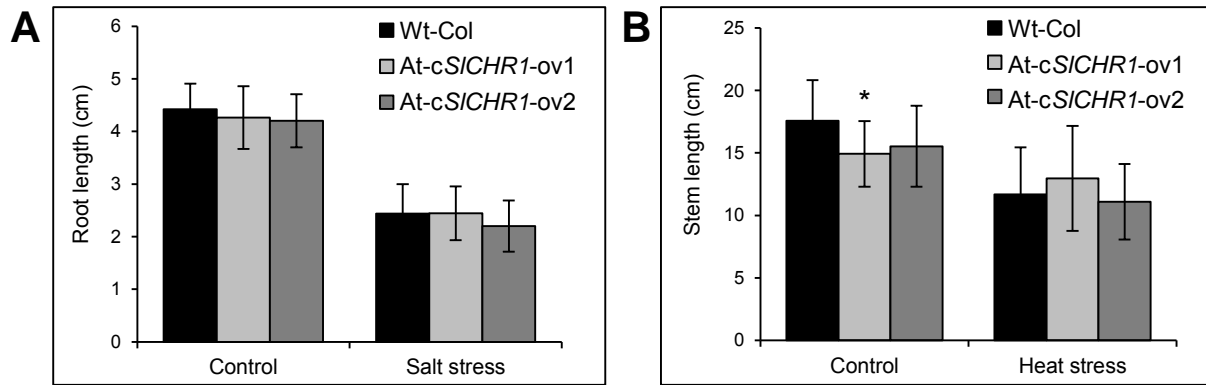 A
Root length (cm)
6
5
4
3
2
1
0
Wt-Col
At-cSlCHR1-ov1
At-cSlCHR1-ov2
Control
Salt stress
B
Stem length (cm)
25
20
15
10
5
0
Wt-Col
At-cSlCHR1-ov1
At-cSlCHR1-ov2
*
Control
Heat stress